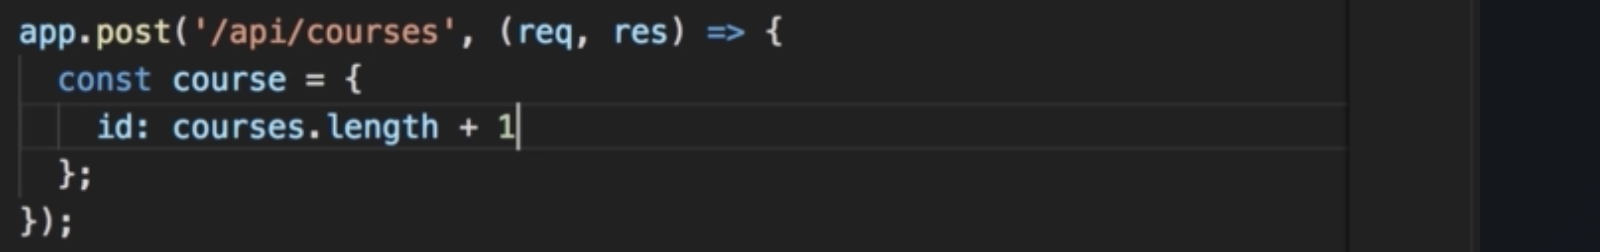 app.post('/api/courses', (req, res) => {
  const course = {
    id: courses.length + 1
  };
});